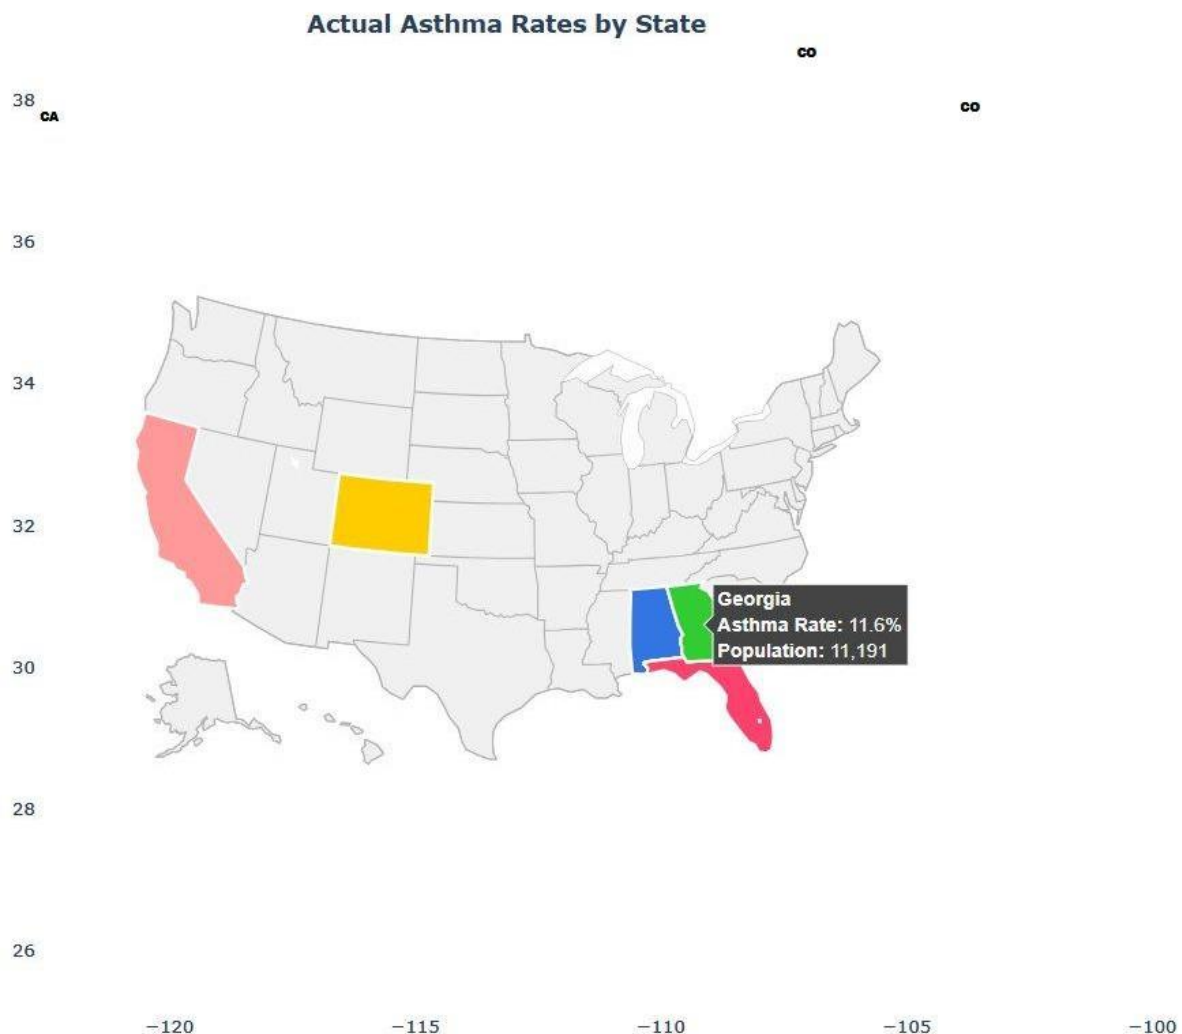 Actual Asthma Rates by State
CO
38
CA
CO
36
34
32
Georgia
Asthma Rate: 11.6%
Population: 11,191
30
28
26
−120 −115 −110 −105 −100